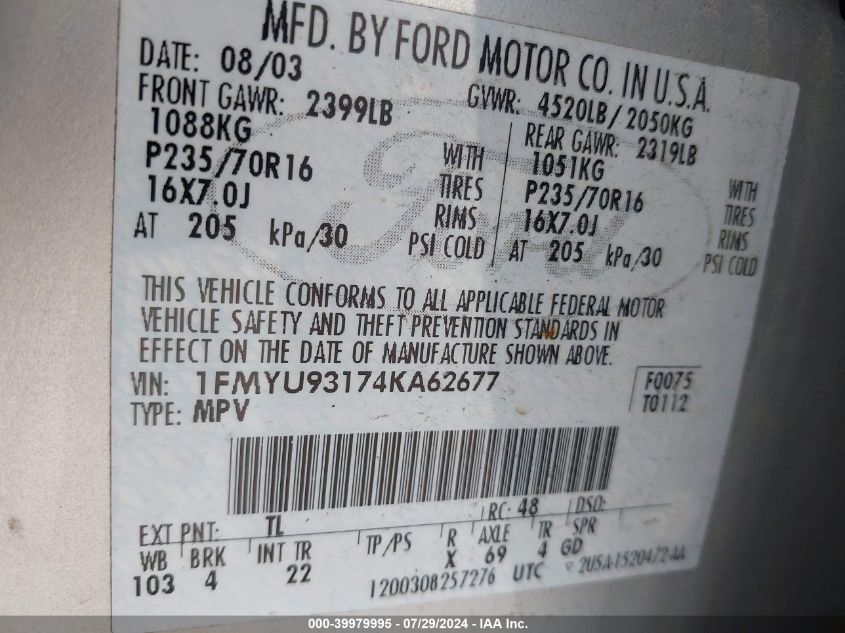 MFD. BY FORD MOTOR CO. IN U.S.A.
DATE: 08/03 GVWR: 4520LB/2050KG
FRONT GAWR: 2399LB REAR GAWR: 2319LB
1088KG WITH 1051KG WITH
P235/70R16 TIRES P235/70R16 TIRES
16X7.0J RIMS 16X7.0J RIMS
AT 205 kPa/30 PSI COLD AT 205 kPa/30 PSI COLD
Ford
THIS VEHICLE CONFORMS TO ALL APPLICABLE FEDERAL MOTOR
VEHICLE SAFETY AND THEFT PREVENTION STANDARDS IN
EFFECT ON THE DATE OF MANUFACTURE SHOWN ABOVE.
VIN: 1FMYU93174KA62677 F0075
TYPE: MPV T0112
EXT PNT: TL RC: 48 DSO:
WB BRK INT TR TP/PS R AXLE TR SPR
103 4 22 X 69 4 GD
1200308257276 UTC 2U5A-1520472-AA
000-39979995 - 07/29/2024 - IAA Inc.